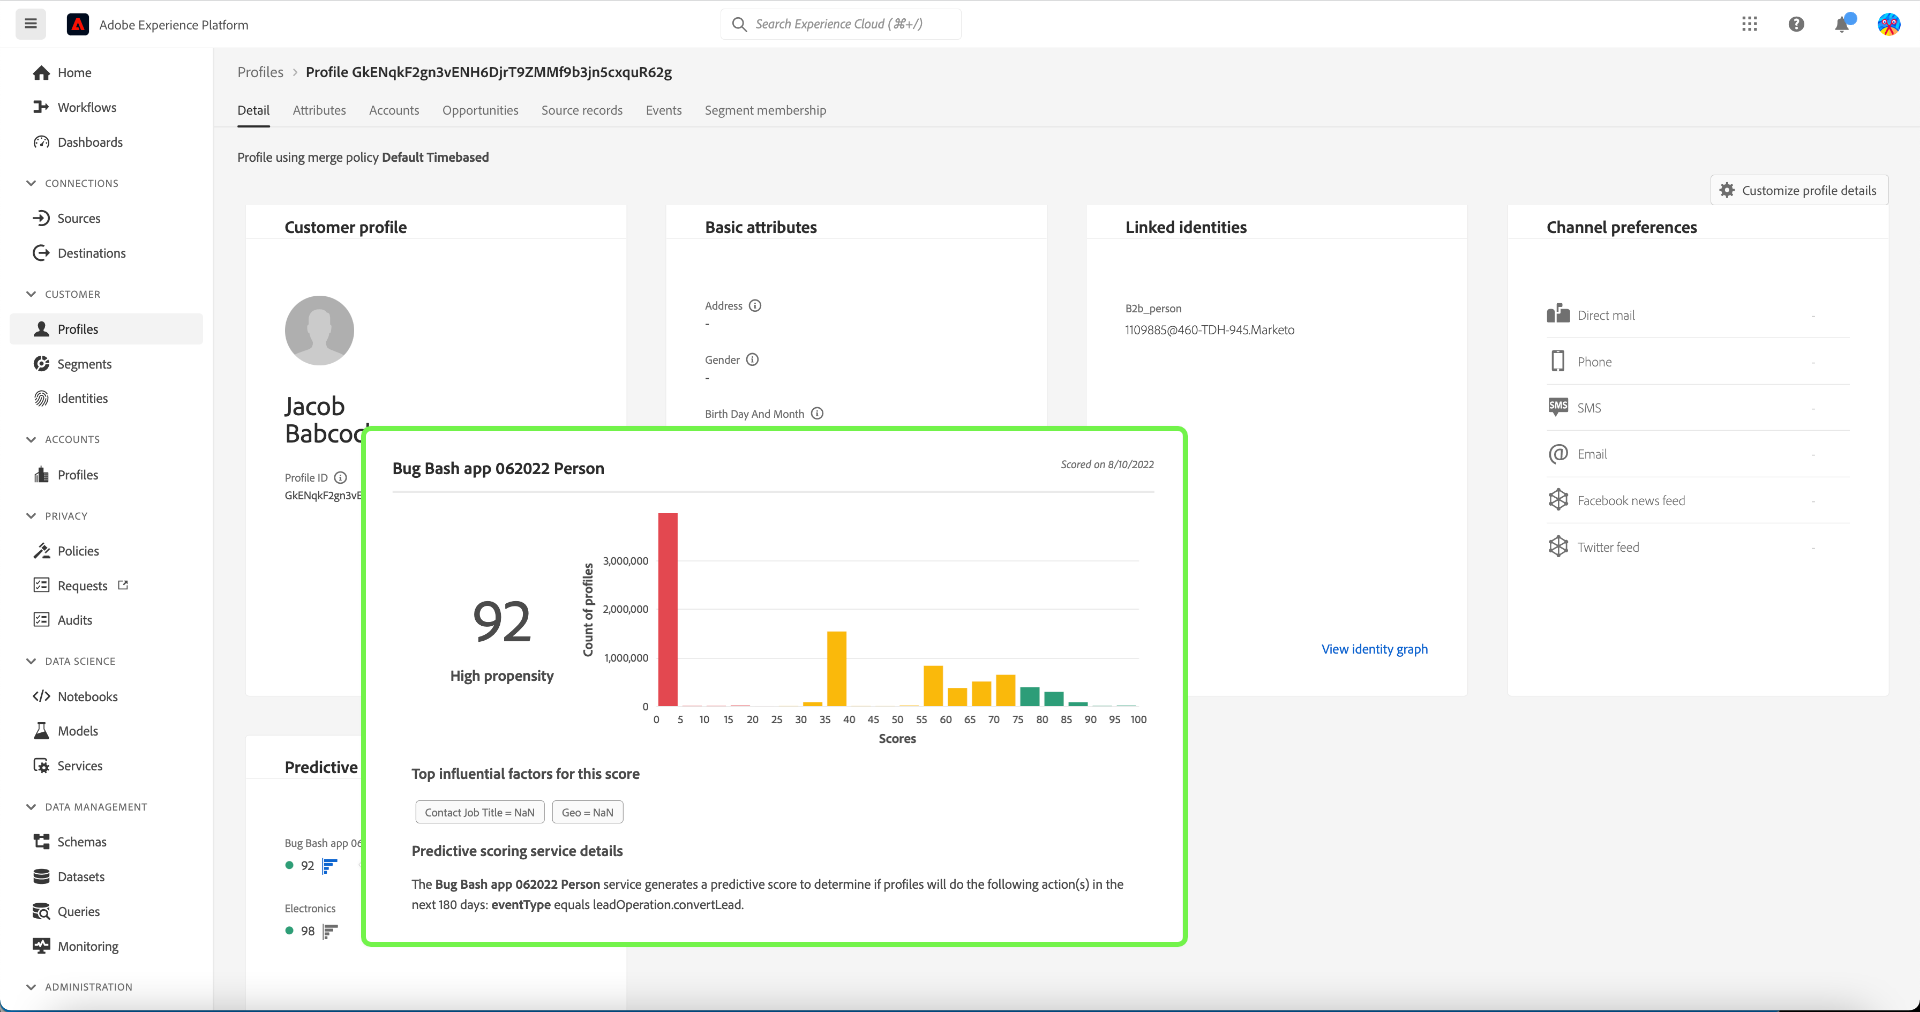 Adobe Experience Platform
Search Experience Cloud (⌘+/)
Home
Workflows
Dashboards
CONNECTIONS
Sources
Destinations
CUSTOMER
Profiles
Segments
Identities
ACCOUNTS
Profiles
PRIVACY
Policies
Requests
Audits
DATA SCIENCE
Notebooks
Models
Services
DATA MANAGEMENT
Schemas
Datasets
Queries
Monitoring
ADMINISTRATION
Profiles > Profile GkENqkF2gn3vENH6DjrT9ZMMf9b3jn5cxquR62g
Detail Attributes Accounts Opportunities Source records Events Segment membership
Profile using merge policy Default Timebased
Customize profile details
Customer profile
Jacob
Babcoc
Profile ID
GkENqkF2gn3vE
Basic attributes
Address
-
Gender
-
Birth Day And Month
Linked identities
B2b_person
1109885@460-TDH-945.Marketo
View identity graph
Channel preferences
Direct mail -
Phone -
SMS SMS -
Email -
Facebook news feed -
Twitter feed -
Predictive
Bug Bash app 06
92
Electronics
98
Bug Bash app 062022 Person
Scored on 8/10/2022
92
High propensity
Count of profiles
3,000,000
2,000,000
1,000,000
0
0 5 10 15 20 25 30 35 40 45 50 55 60 65 70 75 80 85 90 95 100
Scores
Top influential factors for this score
Contact Job Title = NaN Geo = NaN
Predictive scoring service details
The Bug Bash app 062022 Person service generates a predictive score to determine if profiles will do the following action(s) in the
next 180 days: eventType equals leadOperation.convertLead.